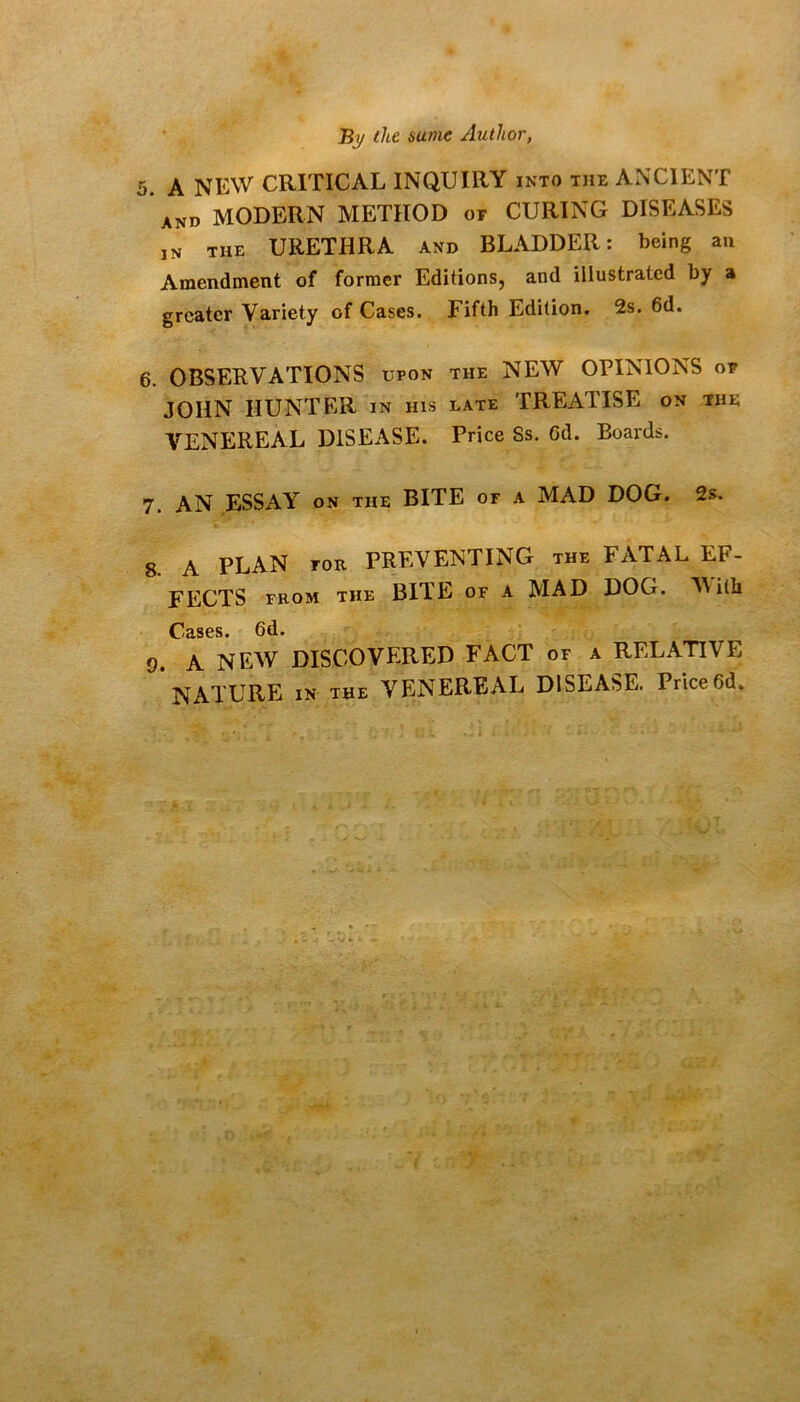 By the same Author,
5. A NEW CRITICAL INQUIRY INTO THE ANCIENT
AND MODERN METHOD OF CURING DISEASES
IN THE URETHRA AND BLADDER: being an
Amendment of former Editions, and illustrated by a
greater Variety of Cases. Fifth Edition. 2s. 6d.
6. OBSERVATIONS UPON THE NEW OPINIONS OF
JOHN HUNTER IN HIS LATE TREATISE ON THE
VENEREAL DISEASE. Price 8s. 6d. Boards.
7. AN ESSAY ON THE BITE OF A MAD DOG. 2s.
8. A PLAN FOR PREVENTING THE FATAL EF-
FECTS FROM THE BITE OF A MAD DOG. With
Cases. 6d.
9. A NEW DISCOVERED FACT OF A RELATIVE
NATURE IN THE VENEREAL DISEASE. Price 6d.